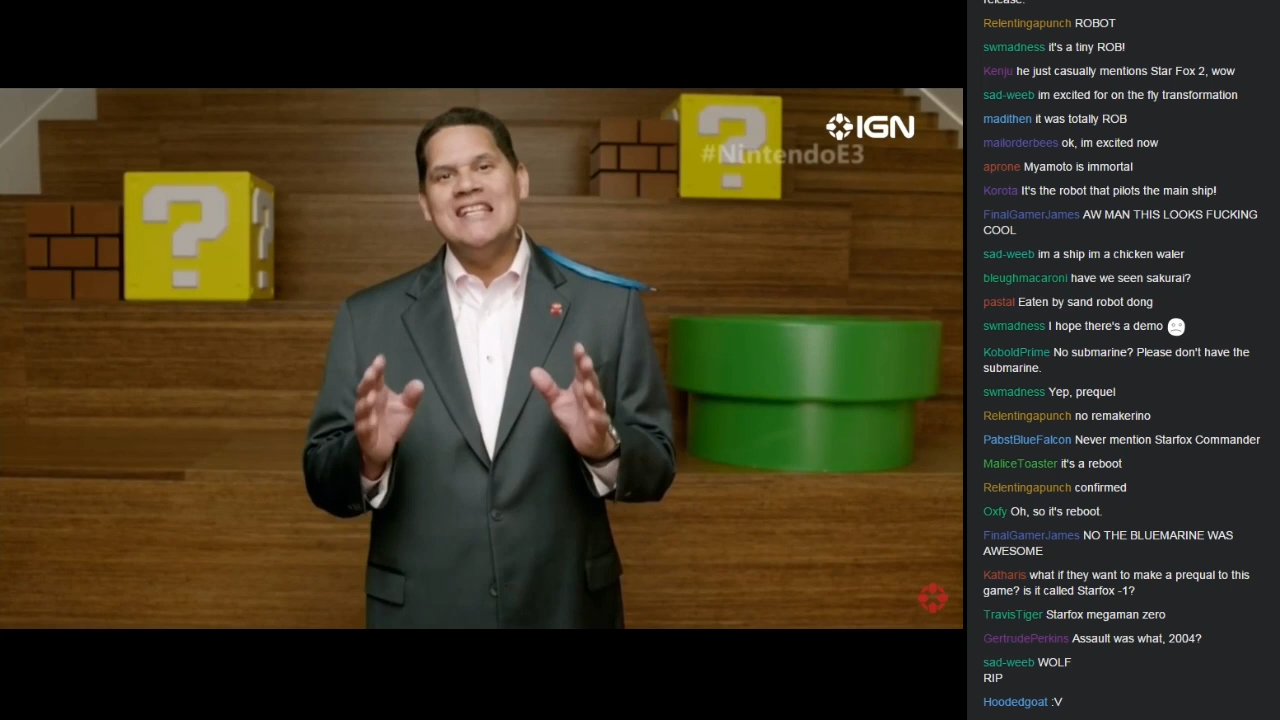 IGN
#NintendoE3
?
?
?
release.
Relentingapunch ROBOT
swmadness it's a tiny ROB!
Kenju he just casually mentions Star Fox 2, wow
sad-weeb im excited for on the fly transformation
madithen it was totally ROB
mailorderbees ok, im excited now
aprone Myamoto is immortal
Korota It's the robot that pilots the main ship!
FinalGamerJames AW MAN THIS LOOKS FUCKING
COOL
sad-weeb im a ship im a chicken waler
bleughmacaroni have we seen sakurai?
pastal Eaten by sand robot dong
swmadness I hope there's a demo
KoboldPrime No submarine? Please don't have the
submarine.
swmadness Yep, prequel
Relentingapunch no remakerino
PabstBlueFalcon Never mention Starfox Commander
MaliceToaster it's a reboot
Relentingapunch confirmed
Oxfy Oh, so it's reboot.
FinalGamerJames NO THE BLUEMARINE WAS
AWESOME
Katharis what if they want to make a prequal to this
game? is it called Starfox -1?
TravisTiger Starfox megaman zero
GertrudePerkins Assault was what, 2004?
sad-weeb WOLF
RIP
Hoodedgoat :V